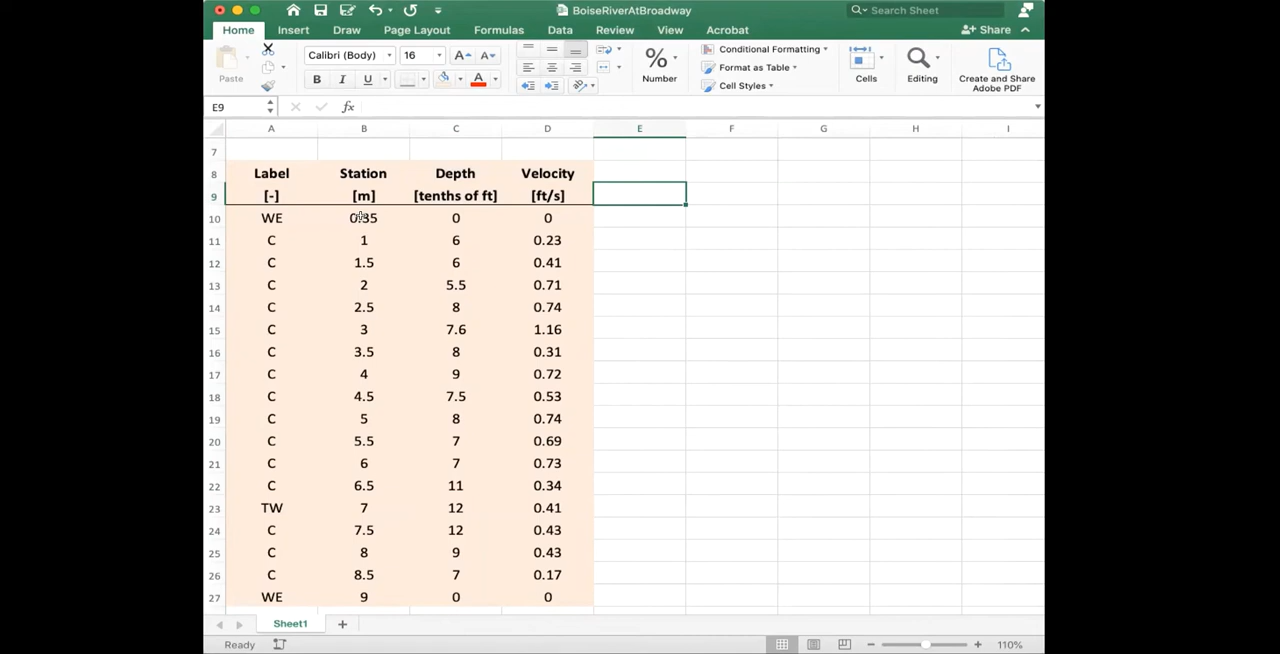 BoiseRiverAtBroadway
Search Sheet
Home Insert Draw Page Layout Formulas Data Review View Acrobat Share
Paste Calibri (Body) 16 A A B I U A % Number Conditional Formatting Format as Table Cell Styles Cells Editing Create and Share Adobe PDF
E9 fx
A B C D E F G H I
7
8 Label Station Depth Velocity
9 [-] [m] [tenths of ft] [ft/s]
10 WE 0 0
11 C 1 6 0.23
12 C 1.5 6 0.41
13 C 2 5.5 0.71
14 C 2.5 8 0.74
15 C 3 7.6 1.16
16 C 3.5 8 0.31
17 C 4 9 0.72
18 C 4.5 7.5 0.53
19 C 5 8 0.74
20 C 5.5 7 0.69
21 C 6 7 0.73
22 C 6.5 11 0.34
23 TW 7 12 0.41
24 C 7.5 12 0.43
25 C 8 9 0.43
26 C 8.5 7 0.17
27 WE 9 0 0
Sheet1 +
Ready 110%